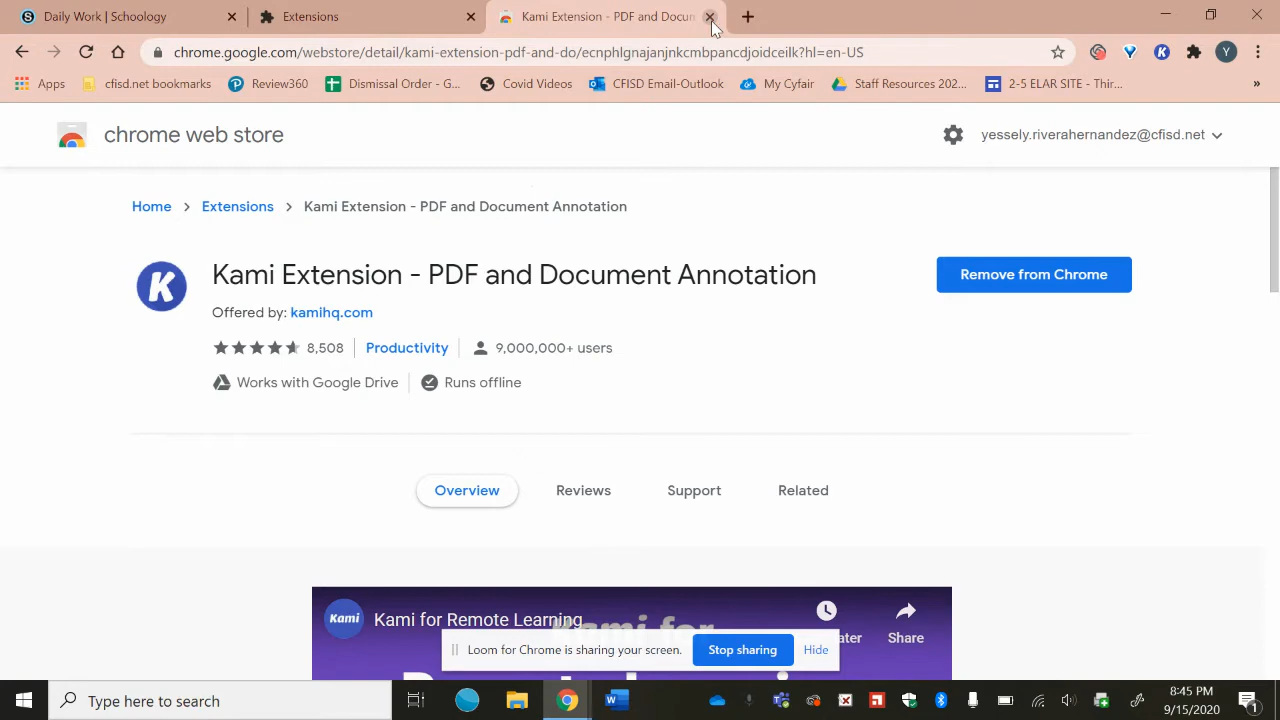 Daily Work | Schoology
Extensions
Kami Extension - PDF and Docum
chrome.google.com/webstore/detail/kami-extension-pdf-and-do/ecnphlgnajanjnkcmbpancdjoidceilk?hl=en-US
Y
Apps
cfisd.net bookmarks
Review360
Dismissal Order - G...
Covid Videos
CFISD Email-Outlook
My Cyfair
Staff Resources 202...
2-5 ELAR SITE - Thir...
»
chrome web store
yessely.riverahernandez@cfisd.net
Home > Extensions > Kami Extension - PDF and Document Annotation
Kami Extension - PDF and Document Annotation
Remove from Chrome
Offered by: kamihq.com
8,508
Productivity
9,000,000+ users
Works with Google Drive
Runs offline
Overview
Reviews
Support
Related
Kami
Kami for Remote Learning
Kami for
ater
Share
Loom for Chrome is sharing your screen.
Stop sharing
Hide
Type here to search
8:45 PM
9/15/2020